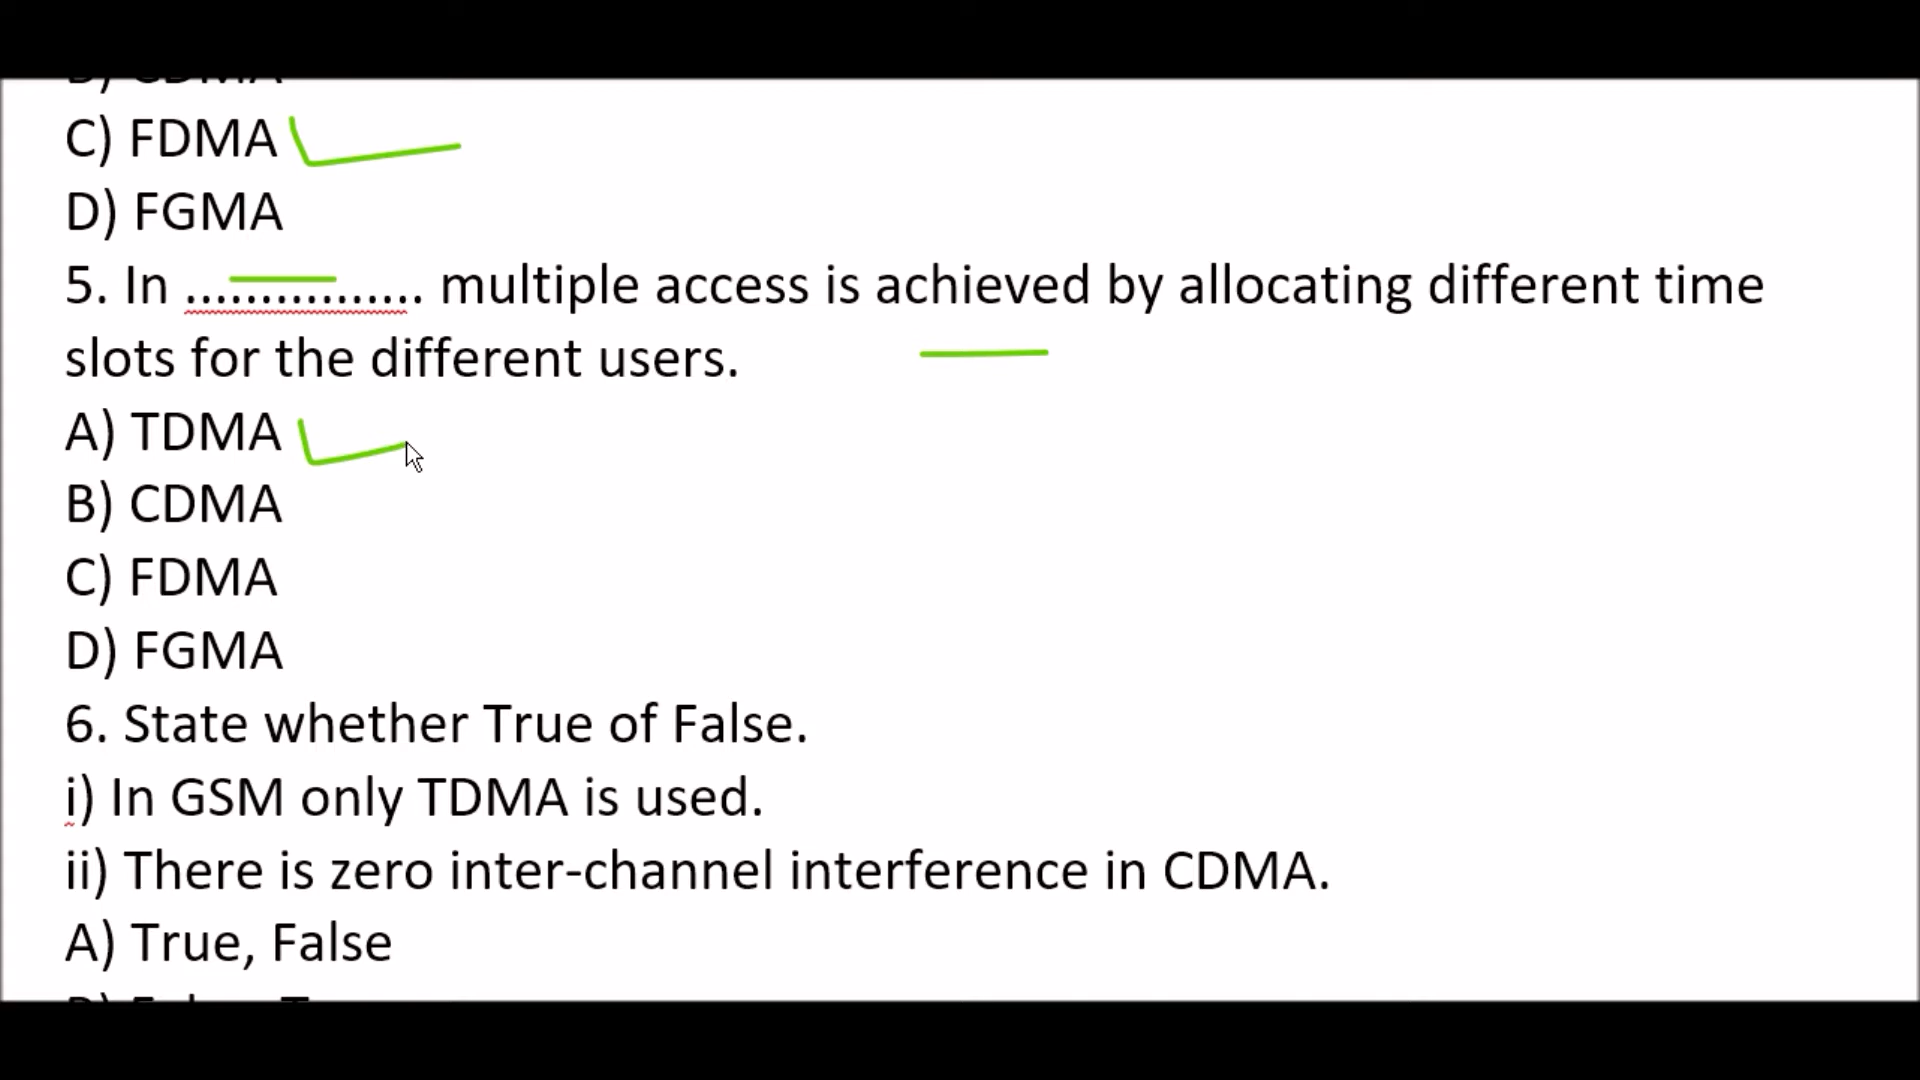 C) FDMA
D) FGMA
5. In ................ multiple access is achieved by allocating different time
slots for the different users.
A) TDMA
B) CDMA
C) FDMA
D) FGMA
6. State whether True of False.
i) In GSM only TDMA is used.
ii) There is zero inter-channel interference in CDMA.
A) True, False